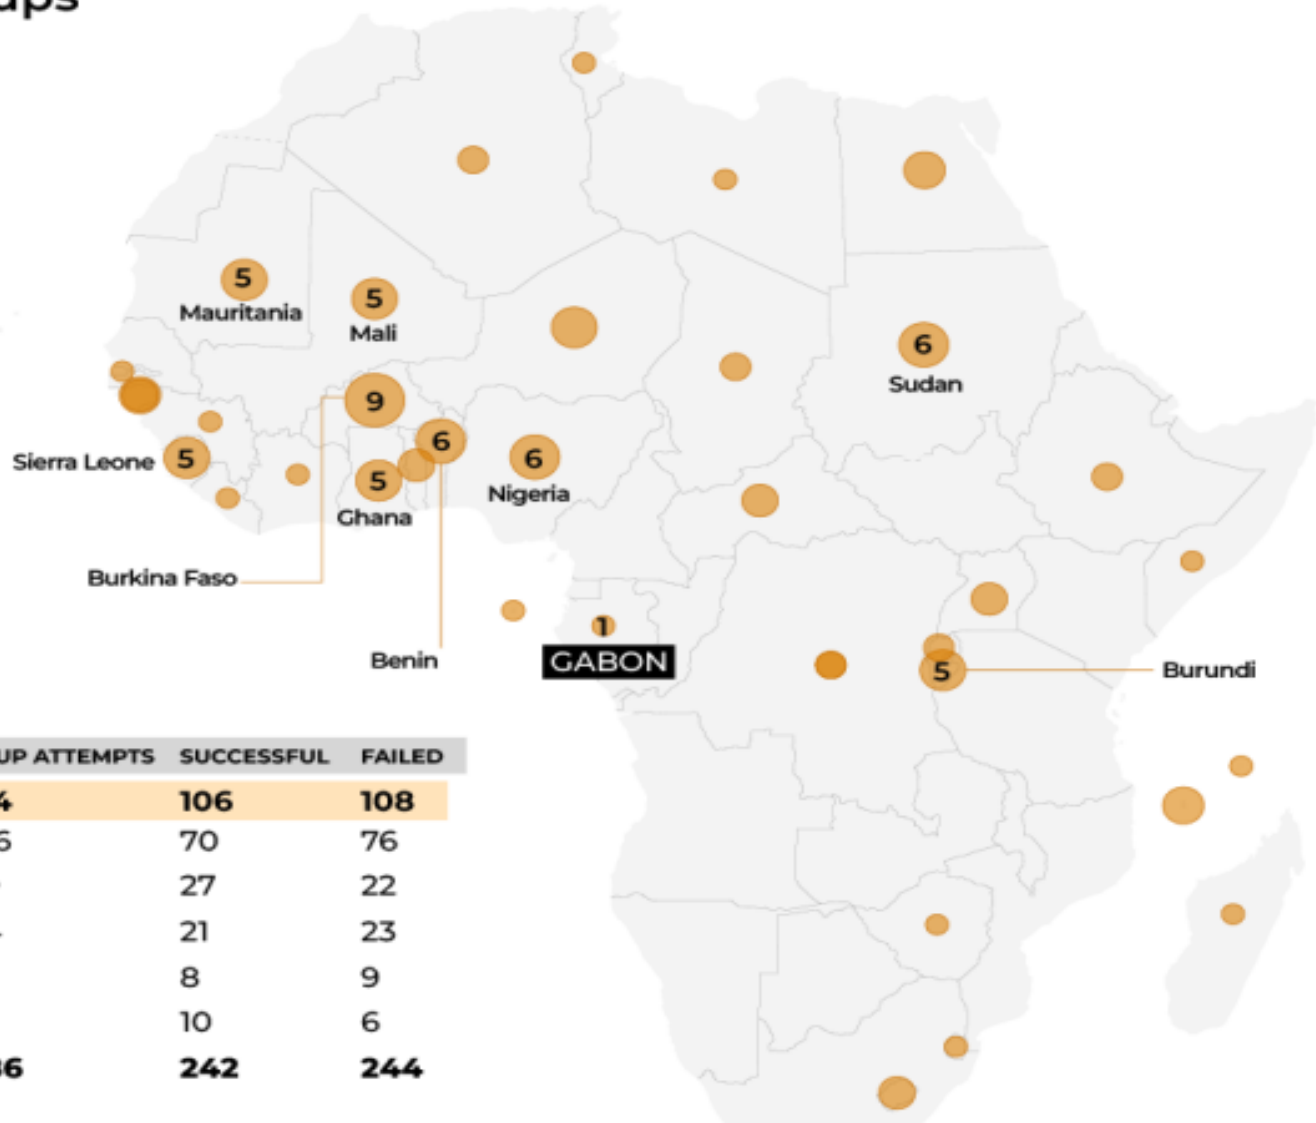 ups
5
Mauritania
5
Mali
6
Sudan
9
6
Sierra Leone 5
5
Ghana
6
Nigeria
Burkina Faso
1
Benin
GABON
5 Burundi
UP ATTEMPTS SUCCESSFUL FAILED
4 106 108
6 70 76
27 22
21 23
8 9
10 6
36 242 244